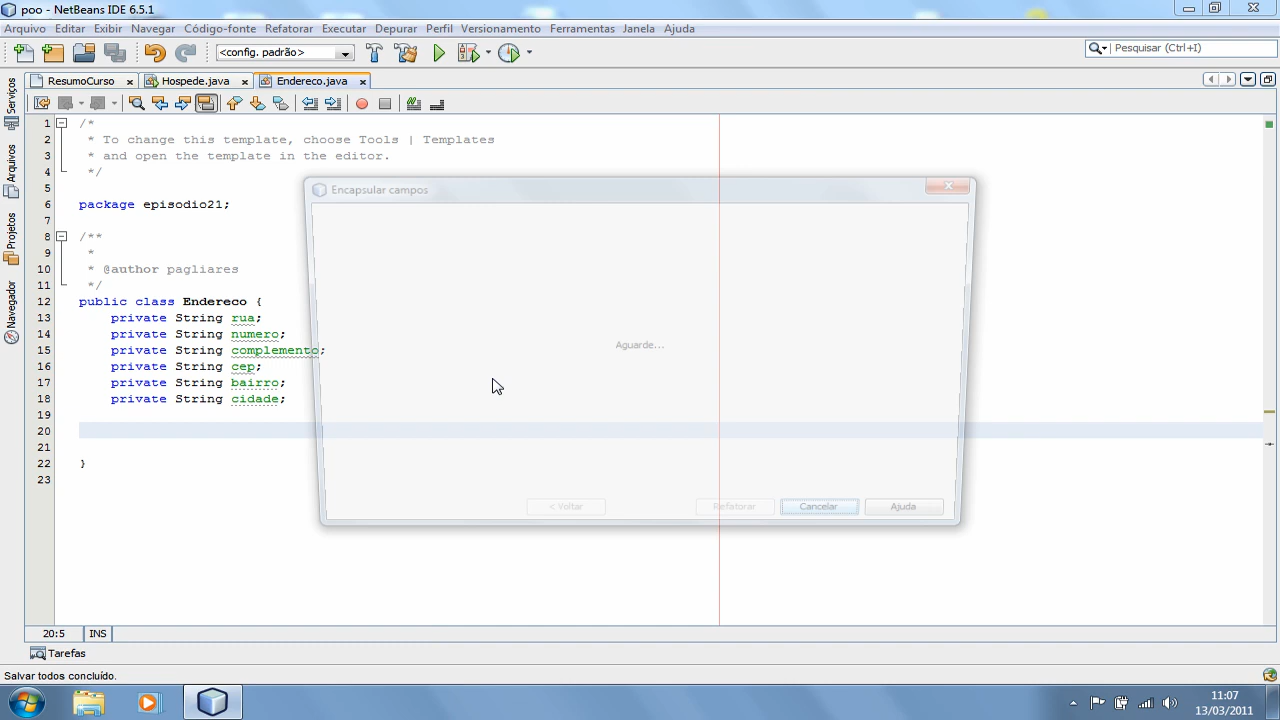 poo - NetBeans IDE 6.5.1
Arquivo Editar Exibir Navegar Código-fonte Refatorar Executar Depurar Perfil Versionamento Ferramentas Janela Ajuda
<config. padrão>
Pesquisar (Ctrl+I)
ResumoCurso Hospede.java Endereco.java
Serviços
Arquivos
Projetos
Navegador
1 /*
2 * To change this template, choose Tools | Templates
3 * and open the template in the editor.
4 */
5
6 package episodio21;
7
8 /**
9 *
10 * @author pagliares
11 */
12 public class Endereco {
13 private String rua;
14 private String numero;
15 private String complemento;
16 private String cep;
17 private String bairro;
18 private String cidade;
19
20
21
22 }
23
Encapsular campos
Aguarde...
< Voltar Refatorar Cancelar Ajuda
20:5 INS
Tarefas
Salvar todos concluído.
11:07
13/03/2011